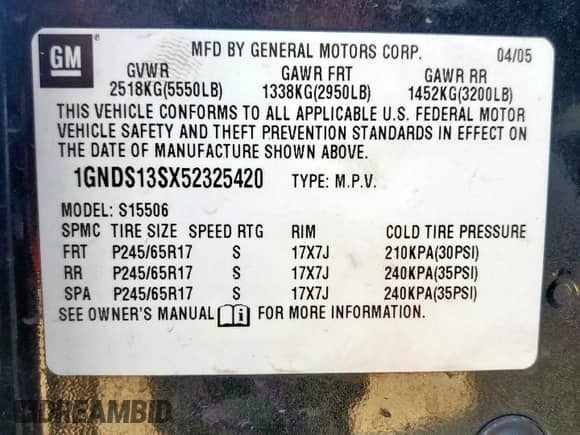 GM
MFD BY GENERAL MOTORS CORP. 04/05
GVWR GAWR FRT GAWR RR
2518KG(5550LB) 1338KG(2950LB) 1452KG(3200LB)
THIS VEHICLE CONFORMS TO ALL APPLICABLE U.S. FEDERAL MOTOR
VEHICLE SAFETY AND THEFT PREVENTION STANDARDS IN EFFECT ON
THE DATE OF MANUFACTURE SHOWN ABOVE.
1GNDS13SX52325420 TYPE: M.P.V.
MODEL: S15506
SPMC TIRE SIZE SPEED RTG RIM COLD TIRE PRESSURE
FRT P245/65R17 S 17X7J 210KPA(30PSI)
RR P245/65R17 S 17X7J 240KPA(35PSI)
SPA P245/65R17 S 17X7J 240KPA(35PSI)
SEE OWNER'S MANUAL i FOR MORE INFORMATION.
DREAMBID